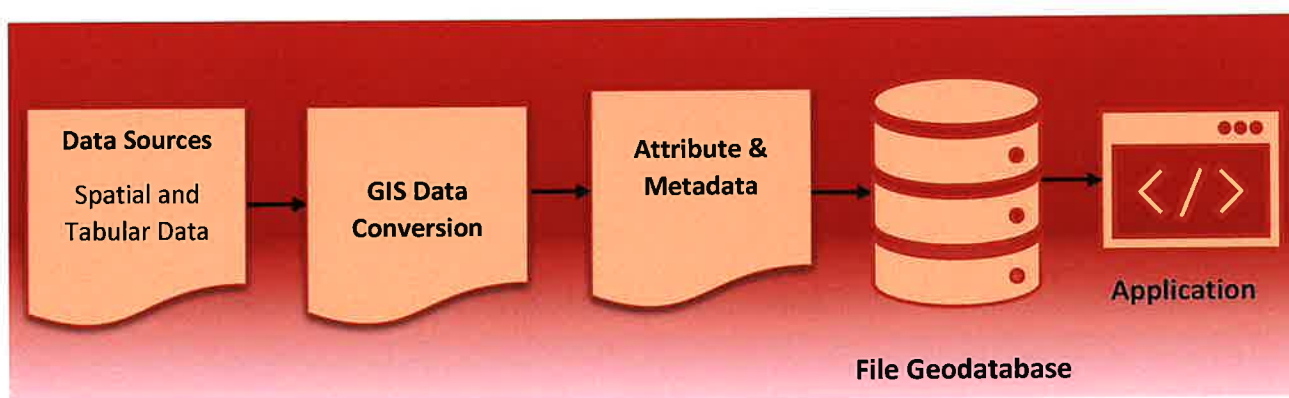 Data Sources
Spatial and
Tabular Data
GIS Data
Conversion
Attribute &
Metadata
File Geodatabase
</>
Application